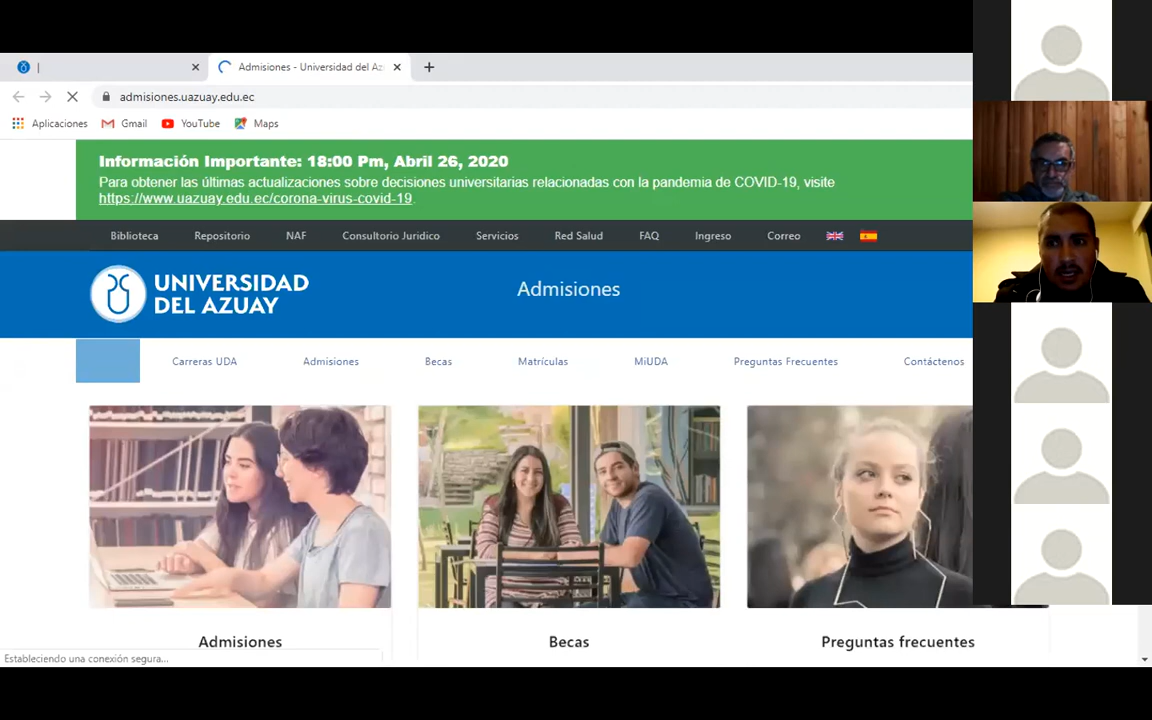 |
Admisiones - Universidad del Az
admisiones.uazuay.edu.ec
Aplicaciones Gmail YouTube Maps
Información Importante: 18:00 Pm, Abril 26, 2020
Para obtener las últimas actualizaciones sobre decisiones universitarias relacionadas con la pandemia de COVID-19, visite
https://www.uazuay.edu.ec/corona-virus-covid-19.
Biblioteca Repositorio NAF Consultorio Juridico Servicios Red Salud FAQ Ingreso Correo
UNIVERSIDAD
DEL AZUAY
Admisiones
Carreras UDA Admisiones Becas Matrículas MiUDA Preguntas Frecuentes Contáctenos
Admisiones Becas Preguntas frecuentes
Estableciendo una conexión segura...